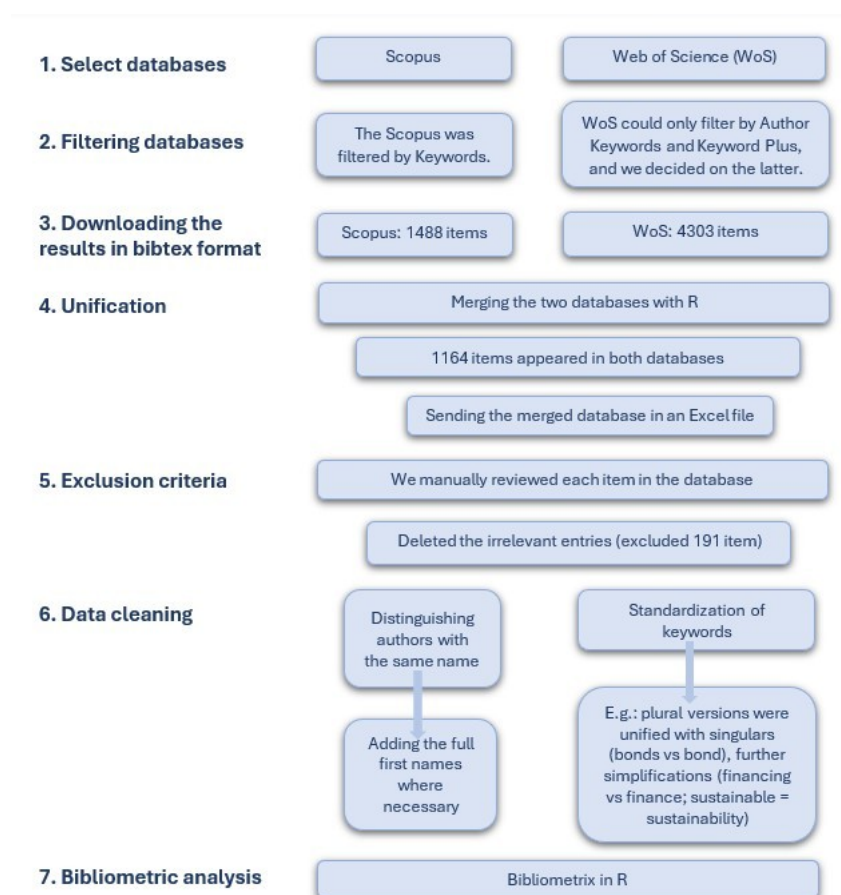 1. Select databases
Scopus
Web of Science (WoS)
2. Filtering databases
The Scopus was
filtered by Keywords.
WoS could only filter by Author
Keywords and Keyword Plus,
and we decided on the latter.
3. Downloading the
results in bibtex format
Scopus: 1488 items
WoS: 4303 items
4. Unification
Merging the two databases with R
1164 items appeared in both databases
Sending the merged database in an Excel file
5. Exclusion criteria
We manually reviewed each item in the database
Deleted the irrelevant entries (excluded 191 item)
6. Data cleaning
Distinguishing
authors with
the same name
Adding the full
first names
where
necessary
Standardization of
keywords
E.g.: plural versions were
unified with singulars
(bonds vs bond), further
simplifications (financing
vs finance; sustainable =
sustainability)
7. Bibliometric analysis
Bibliometrix in R